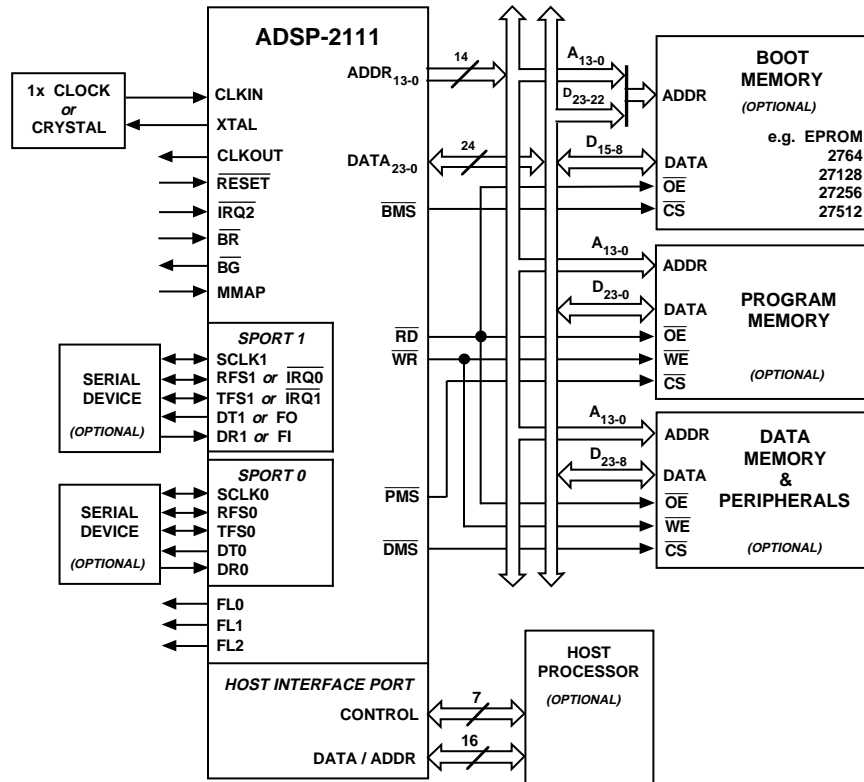 ADSP-2111
1x CLOCK
or
CRYSTAL
CLKIN
XTAL
CLKOUT
RESET
IRQ2
BR
BG
MMAP
ADDR13-0
14
DATA23-0
24
BMS
RD
WR
PMS
DMS
A13-0
D23-22
D15-8
BOOT
MEMORY
(OPTIONAL)
ADDR
e.g. EPROM
2764
27128
27256
27512
DATA
OE
CS
A13-0
D23-0
ADDR
DATA
OE
WE
CS
PROGRAM
MEMORY
(OPTIONAL)
A13-0
D23-8
ADDR
DATA
OE
WE
CS
DATA
MEMORY
&
PERIPHERALS
(OPTIONAL)
SERIAL
DEVICE
(OPTIONAL)
SPORT 1
SCLK1
RFS1 or IRQ0
TFS1 or IRQ1
DT1 or FO
DR1 or FI
SERIAL
DEVICE
(OPTIONAL)
SPORT 0
SCLK0
RFS0
TFS0
DT0
DR0
FL0
FL1
FL2
HOST INTERFACE PORT
CONTROL
7
DATA / ADDR
16
HOST
PROCESSOR
(OPTIONAL)